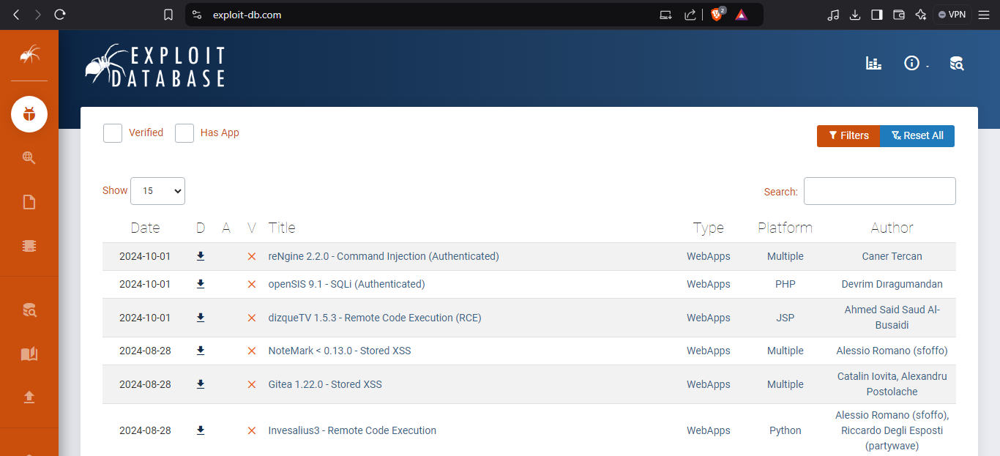 exploit-db.com
2
VPN
EXPLOIT
DATABASE
Verified
Has App
Filters
Reset All
Show 15
Search:
Date D A V Title Type Platform Author
2024-10-01 reNgine 2.2.0 - Command Injection (Authenticated) WebApps Multiple Caner Tercan
2024-10-01 openSIS 9.1 - SQLi (Authenticated) WebApps PHP Devrim Dıragumandan
2024-10-01 dizqueTV 1.5.3 - Remote Code Execution (RCE) WebApps JSP Ahmed Said Saud Al-
Busaidi
2024-08-28 NoteMark < 0.13.0 - Stored XSS WebApps Multiple Alessio Romano (sfoffo)
2024-08-28 Gitea 1.22.0 - Stored XSS WebApps Multiple Catalin Iovita, Alexandru
Postolache
2024-08-28 Invesalius3 - Remote Code Execution WebApps Python Alessio Romano (sfoffo),
Riccardo Degli Esposti
(partywave)